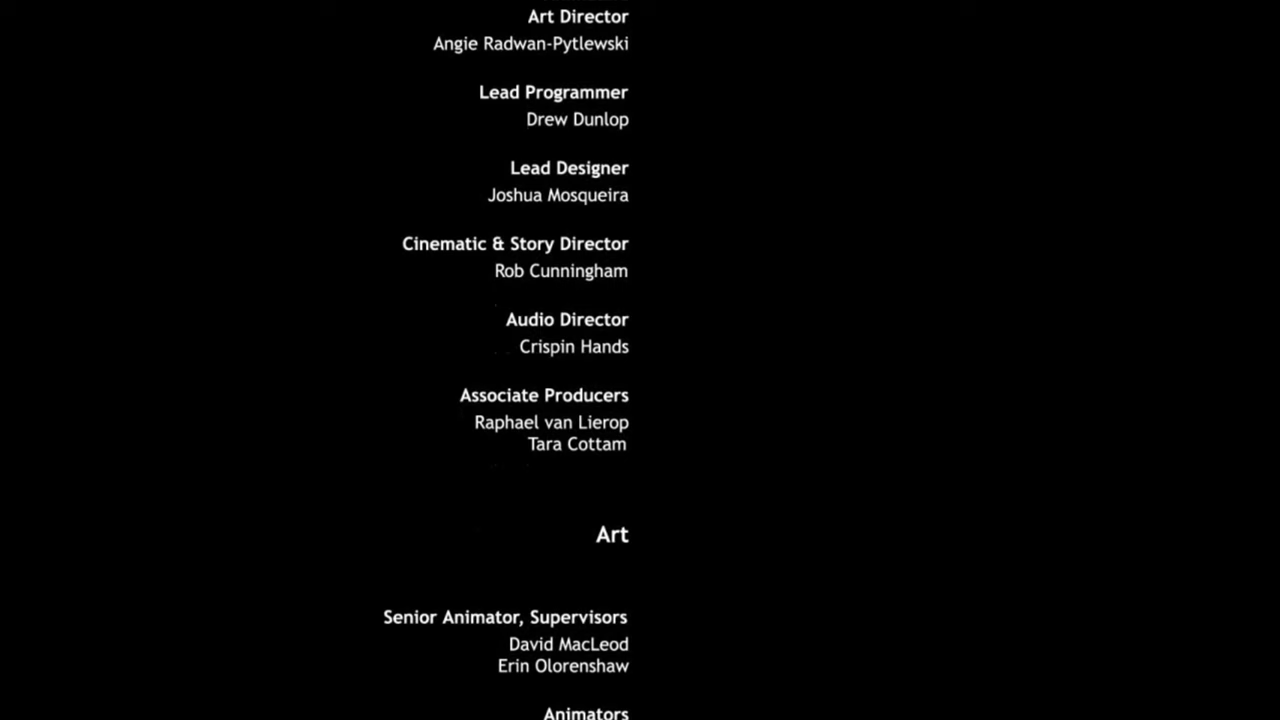 Art Director
Angie Radwan-Pytlewski
Lead Programmer
Drew Dunlop
Lead Designer
Joshua Mosqueira
Cinematic & Story Director
Rob Cunningham
Audio Director
Crispin Hands
Associate Producers
Raphael van Lierop
Tara Cottam
Art
Senior Animator, Supervisors
David MacLeod
Erin Olorenshaw
Animators